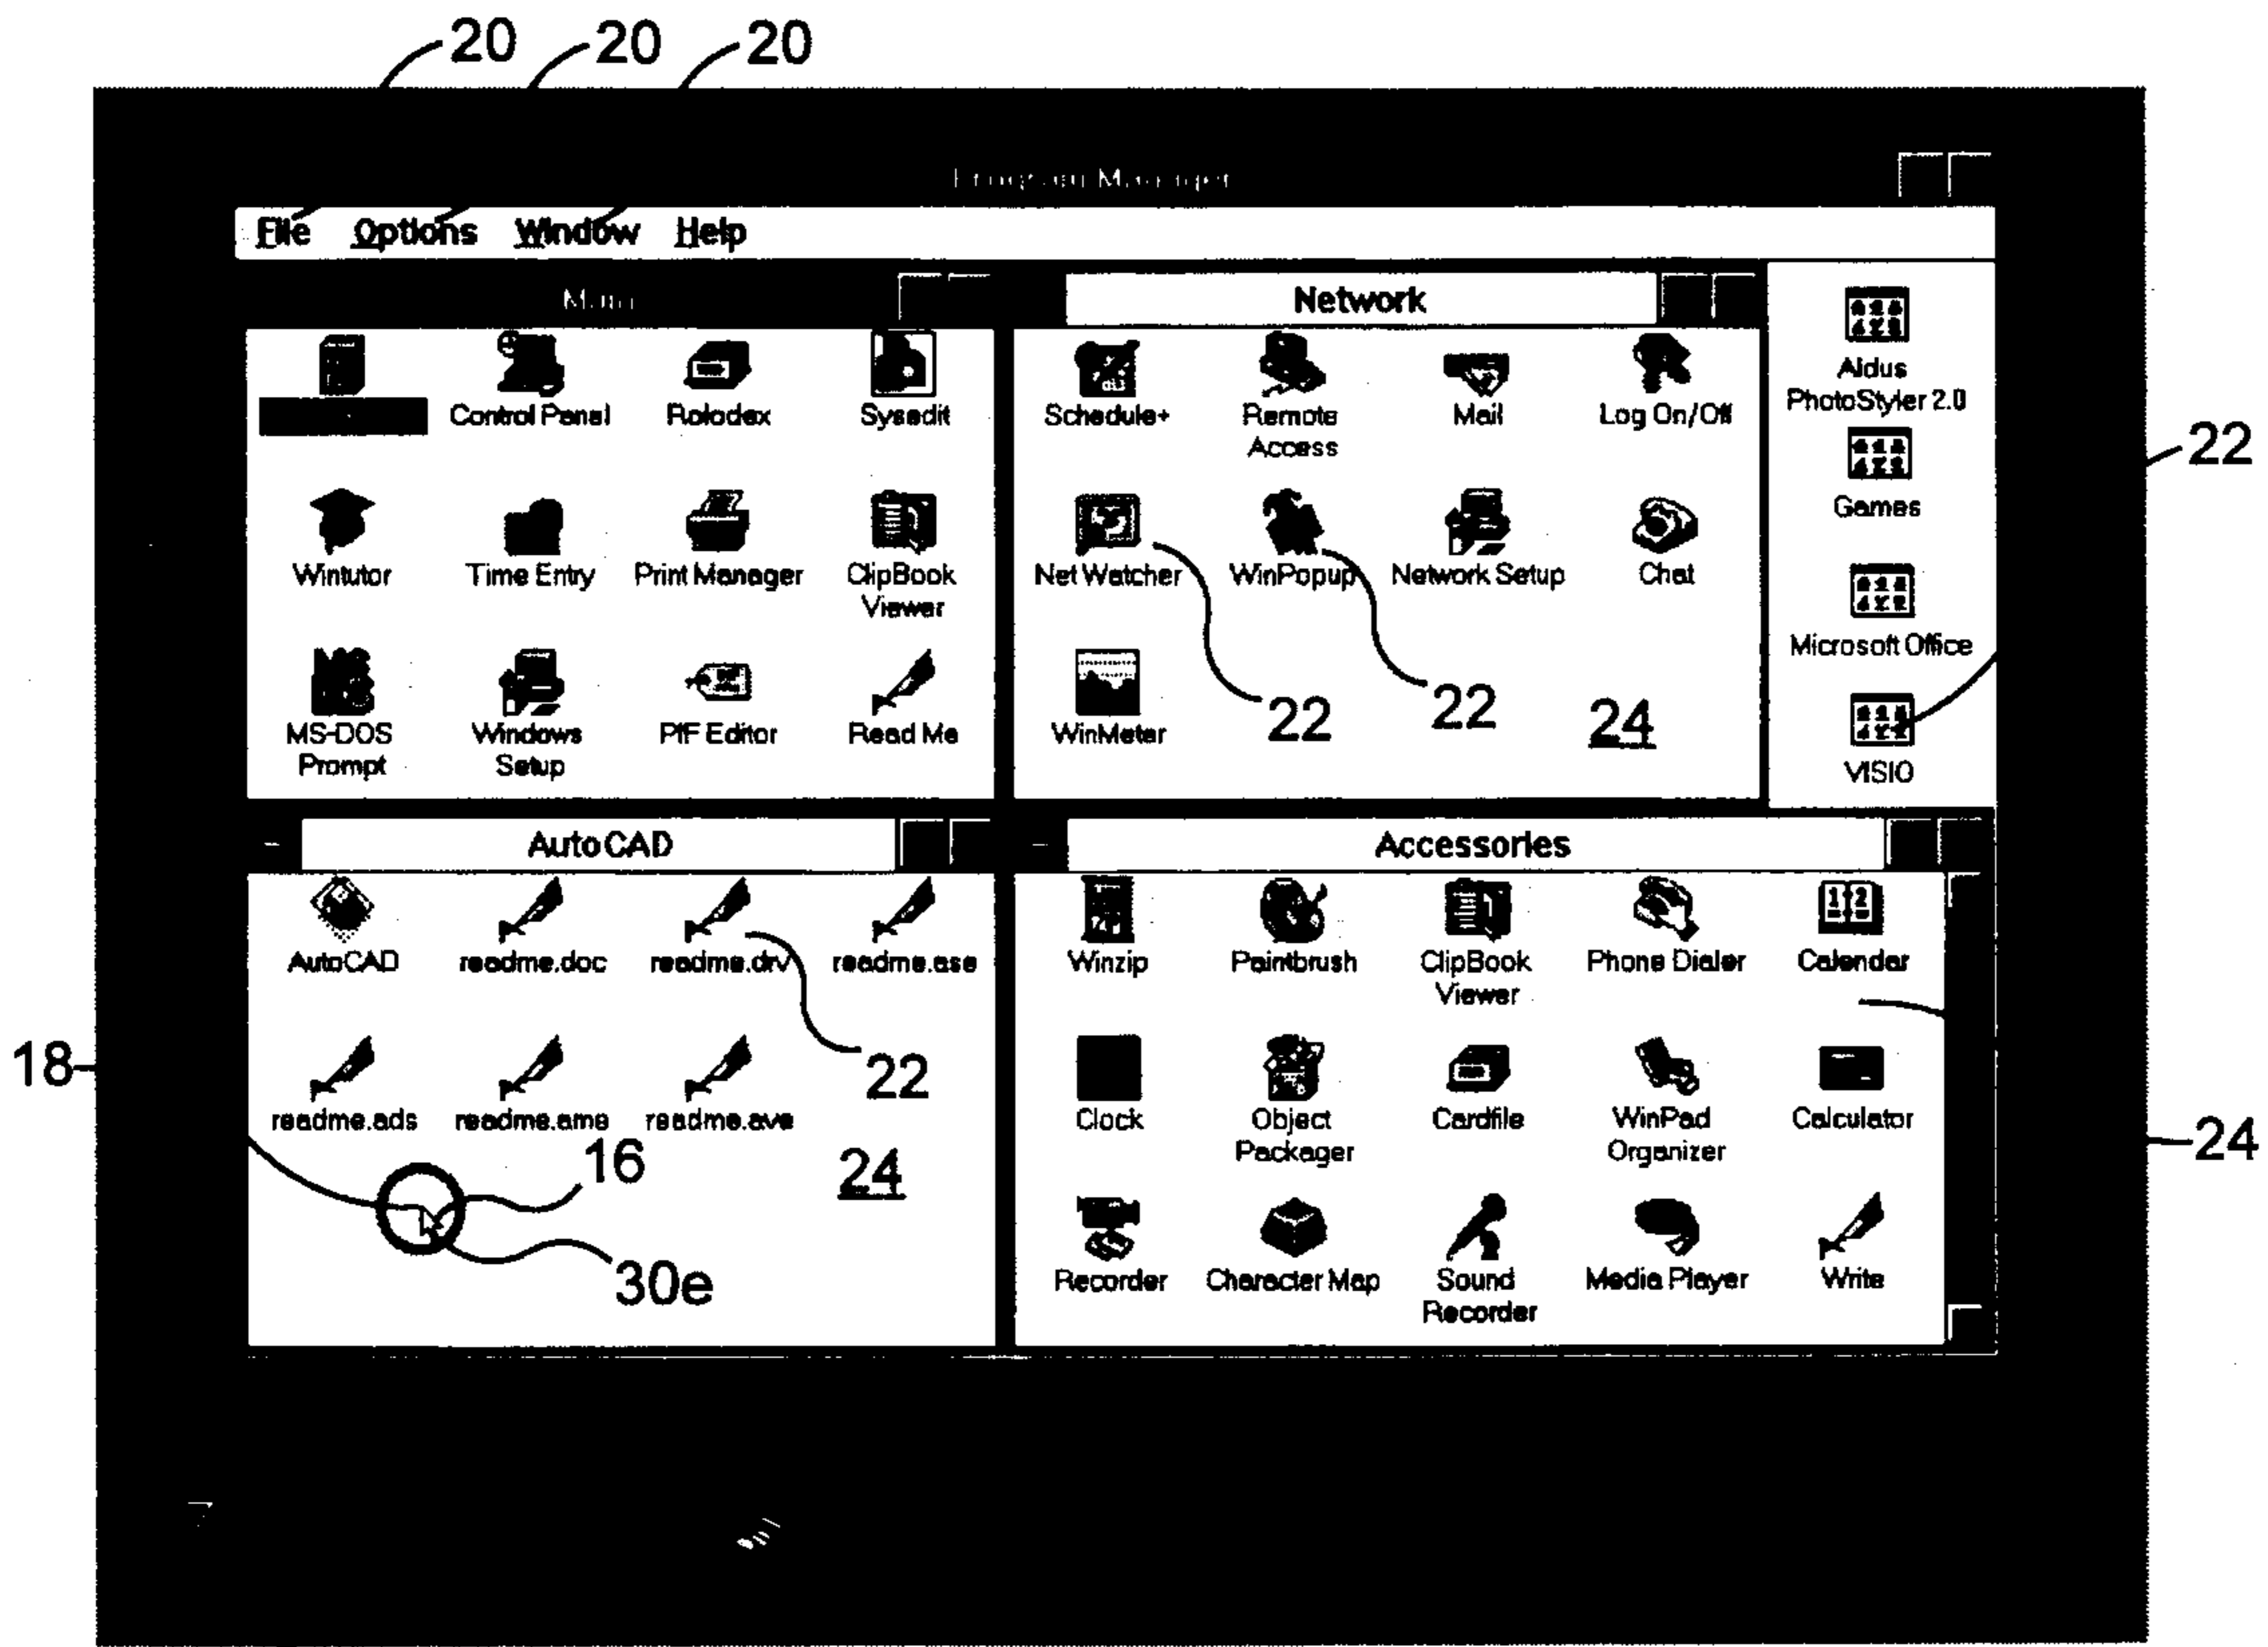 20 20 20
Program Manager
File Options Window Help
Main
Control Panel Rolodex Sysedit
Wintutor Time Entry Print Manager ClipBook
Viewer
MS-DOS Windows PIF Editor Read Me
Prompt Setup
Network
Schedule+ Remote Mail Log On/Off
Access
Net Watcher WinPopup Network Setup Chat
WinMeter
22 22 24
Aldus
PhotoStyler 2.0
Games
Microsoft Office
VISIO
22
AutoCAD
AutoCAD readme.doc readme.drv readme.ase
22
readme.ads readme.ame readme.ave
18
16
24
30e
Accessories
Winzip Paintbrush ClipBook Phone Dialer Calendar
Viewer
Clock Object Cardfile WinPad Calculator
Packager Organizer
Recorder Character Map Sound Media Player Write
Recorder
24